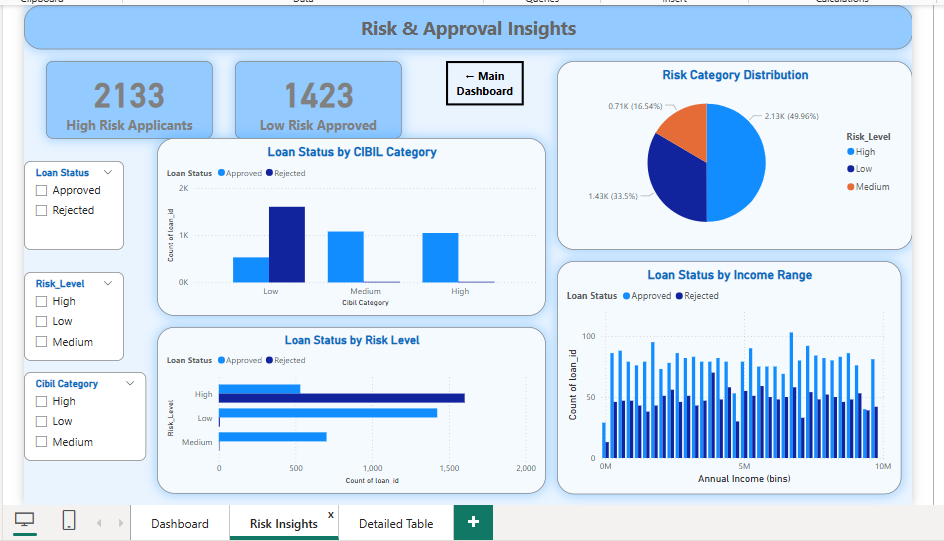 Clipboard
Data
Queries
Insert
Calculations
Risk & Approval Insights
2133
High Risk Applicants
1423
Low Risk Approved
← Main
Dashboard
Risk Category Distribution
0.71K (16.54%)
2.13K (49.96%)
1.43K (33.5%)
Risk_Level
High
Low
Medium
Loan Status
Approved
Rejected
Risk_Level
High
Low
Medium
Cibil Category
High
Low
Medium
Loan Status by CIBIL Category
Loan Status Approved Rejected
Count of loan_id
2K
1K
0K
Low Medium High
Cibil Category
Loan Status by Risk Level
Loan Status Approved Rejected
Risk_Level
High
Low
Medium
0 500 1,000 1,500 2,000
Count of loan_id
Loan Status by Income Range
Loan Status Approved Rejected
Count of loan_id
100
50
0
0M 5M 10M
Annual Income (bins)
Dashboard
Risk Insights x
Detailed Table
+